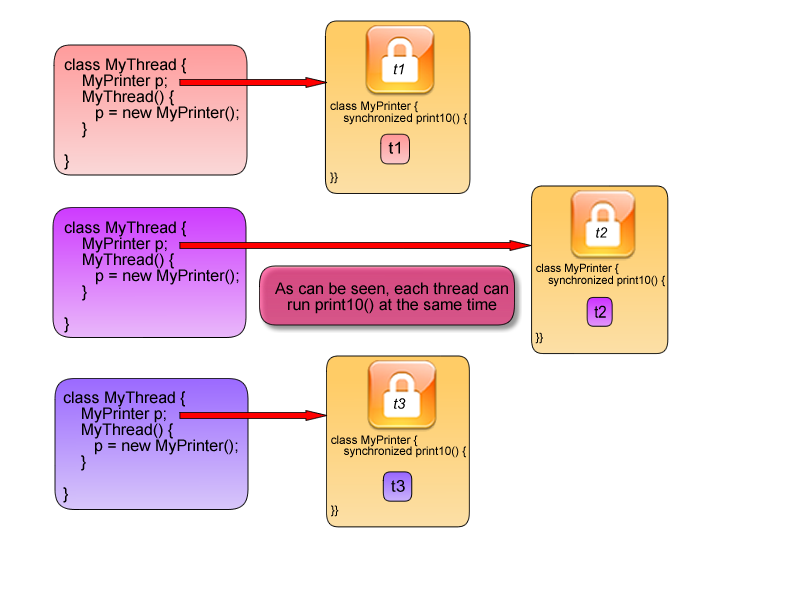 class MyThread {
MyPrinter p;
MyThread() {
p = new MyPrinter();
}
}
t1
class MyPrinter {
synchronized print10() {
t1
}}
class MyThread {
MyPrinter p;
MyThread() {
p = new MyPrinter();
}
}
t2
class MyPrinter {
synchronized print10() {
t2
}}
As can be seen, each thread can
run print10() at the same time
class MyThread {
MyPrinter p;
MyThread() {
p = new MyPrinter();
}
}
t3
class MyPrinter {
synchronized print10() {
t3
}}